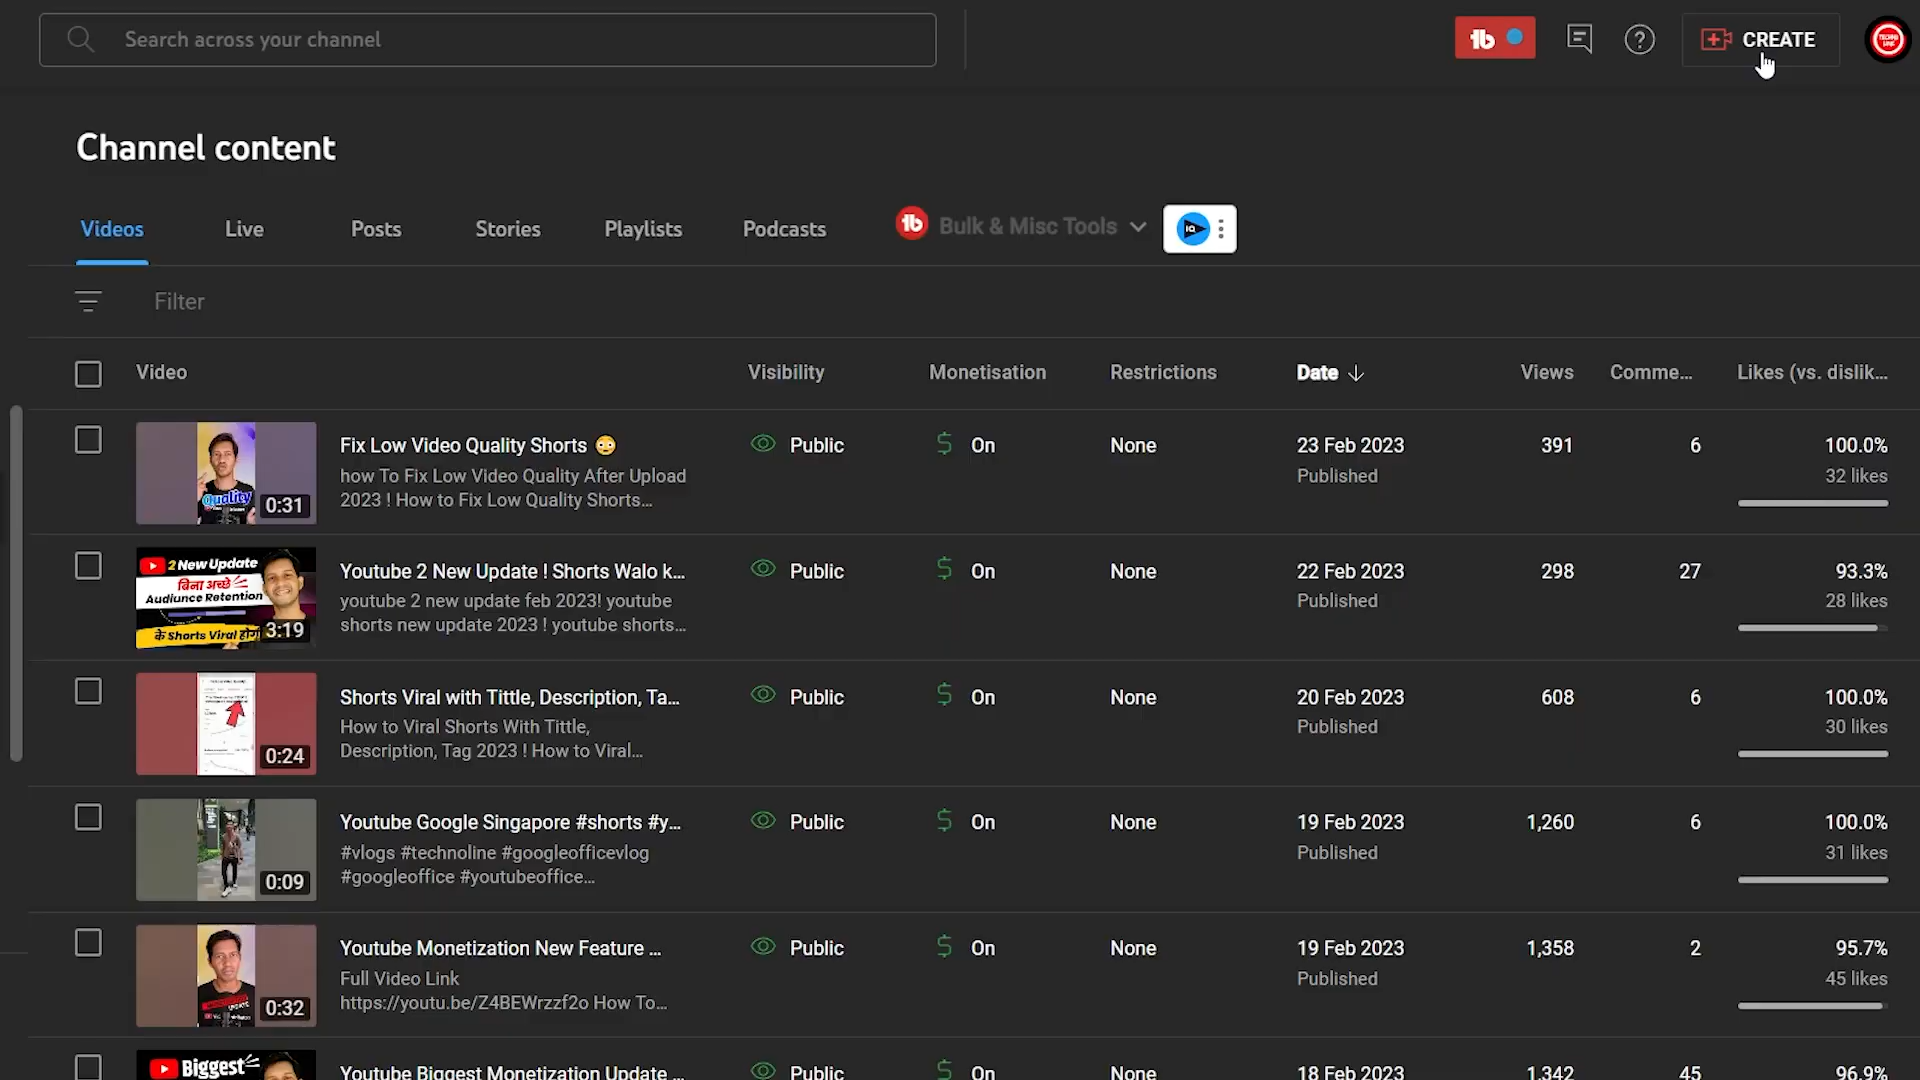 Search across your channel
CREATE
Channel content
Videos
Live
Posts
Stories
Playlists
Podcasts
Bulk & Misc Tools
IQ
Filter
Video
Visibility
Monetisation
Restrictions
Date
Views
Comme...
Likes (vs. dislik...
Quality
0:31
Fix Low Video Quality Shorts 😳
how To Fix Low Video Quality After Upload
2023 ! How to Fix Low Quality Shorts...
Public
On
None
23 Feb 2023
Published
391
6
100.0%
32 likes
2 New Update
बिना अच्छे
Audiunce Retention
के Shorts Viral होगा
3:19
Youtube 2 New Update ! Shorts Walo k...
youtube 2 new update feb 2023! youtube
shorts new update 2023 ! youtube shorts...
Public
On
None
22 Feb 2023
Published
298
27
93.3%
28 likes
0:24
Shorts Viral with Tittle, Description, Ta...
How to Viral Shorts With Tittle,
Description, Tag 2023 ! How to Viral...
Public
On
None
20 Feb 2023
Published
608
6
100.0%
30 likes
0:09
Youtube Google Singapore #shorts #y...
#vlogs #technoline #googleofficevlog
#googleoffice #youtubeoffice...
Public
On
None
19 Feb 2023
Published
1,260
6
100.0%
31 likes
0:32
Youtube Monetization New Feature ...
Full Video Link
https://youtu.be/Z4BEWrzzf2o How To...
Public
On
None
19 Feb 2023
Published
1,358
2
95.7%
45 likes
Biggest
Youtube Biggest Monetization Update ...
Public
On
None
18 Feb 2023
1,342
45
96.9%